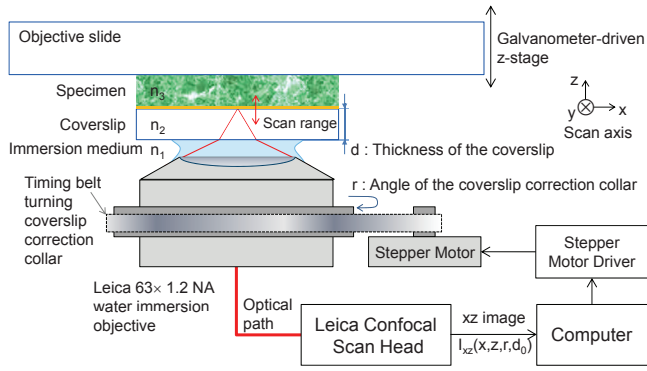 Objective slide
Galvanometer-driven
z-stage
Specimen
n3
Coverslip
n2
Scan range
Immersion medium
n1
d : Thickness of the coverslip
z
y
x
Scan axis
r : Angle of the coverslip correction collar
Timing belt
turning
coverslip
correction
collar
Stepper Motor
Stepper
Motor Driver
Leica 63× 1.2 NA
water immersion
objective
Optical
path
Leica Confocal
Scan Head
xz image
Ixz(x,z,r,d0)
Computer